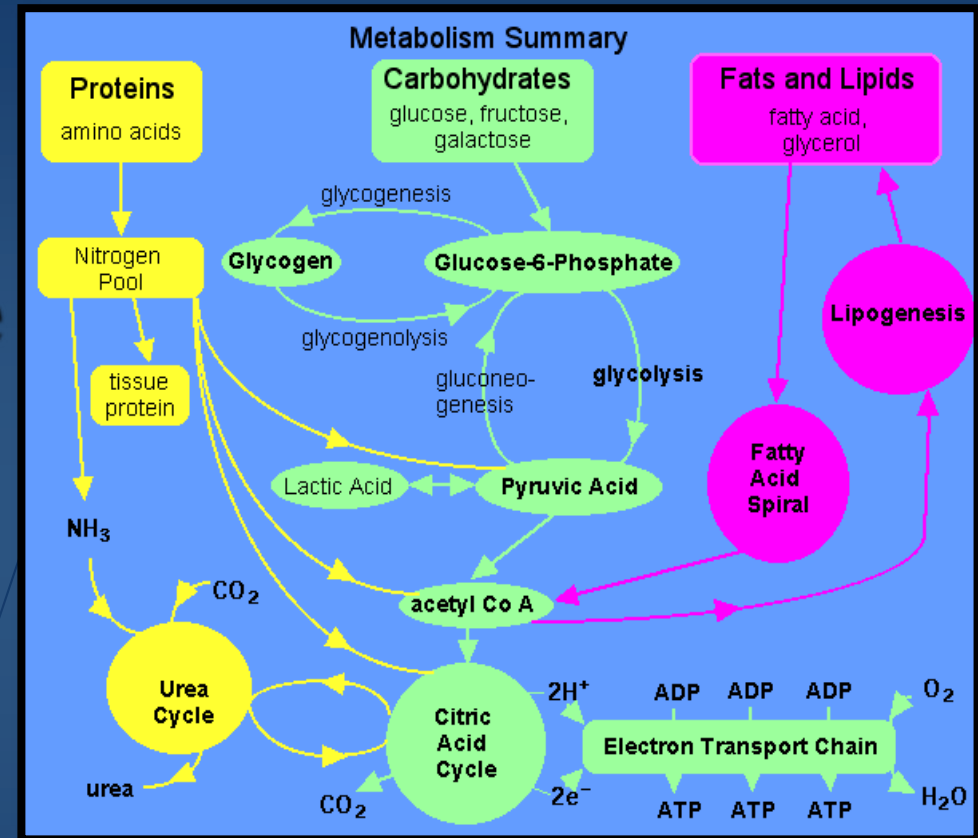 Metabolism Summary
Proteins
amino acids
Carbohydrates
glucose, fructose,
galactose
Fats and Lipids
fatty acid,
glycerol
glycogenesis
Nitrogen
Pool
Glycogen
Glucose-6-Phosphate
Lipogenesis
glycogenolysis
tissue
protein
gluconeo-
genesis
glycolysis
Fatty
Acid
Spiral
Lactic Acid
Pyruvic Acid
NH₃
CO₂
acetyl Co A
Urea
Cycle
urea
Citric
Acid
Cycle
CO₂
2H⁺
2e⁻
ADP ADP ADP
O₂
Electron Transport Chain
ATP ATP ATP
H₂O